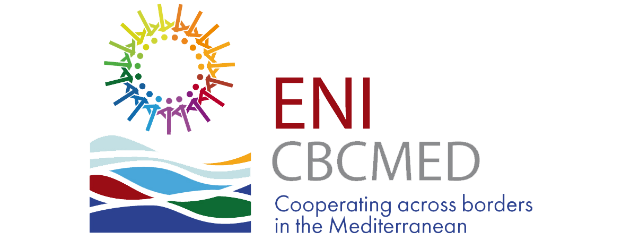 ENI
CBCMED
Cooperating across borders
in the Mediterranean